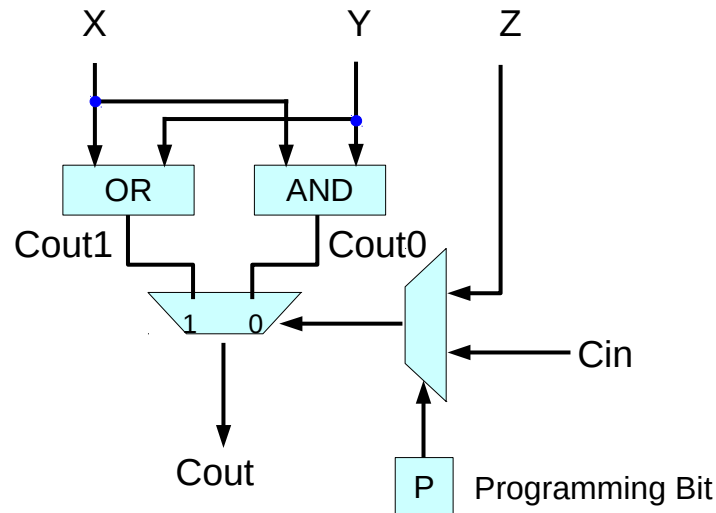 X Y Z
OR AND
Cout1 Cout0
1 0
Cin
Cout
P Programming Bit